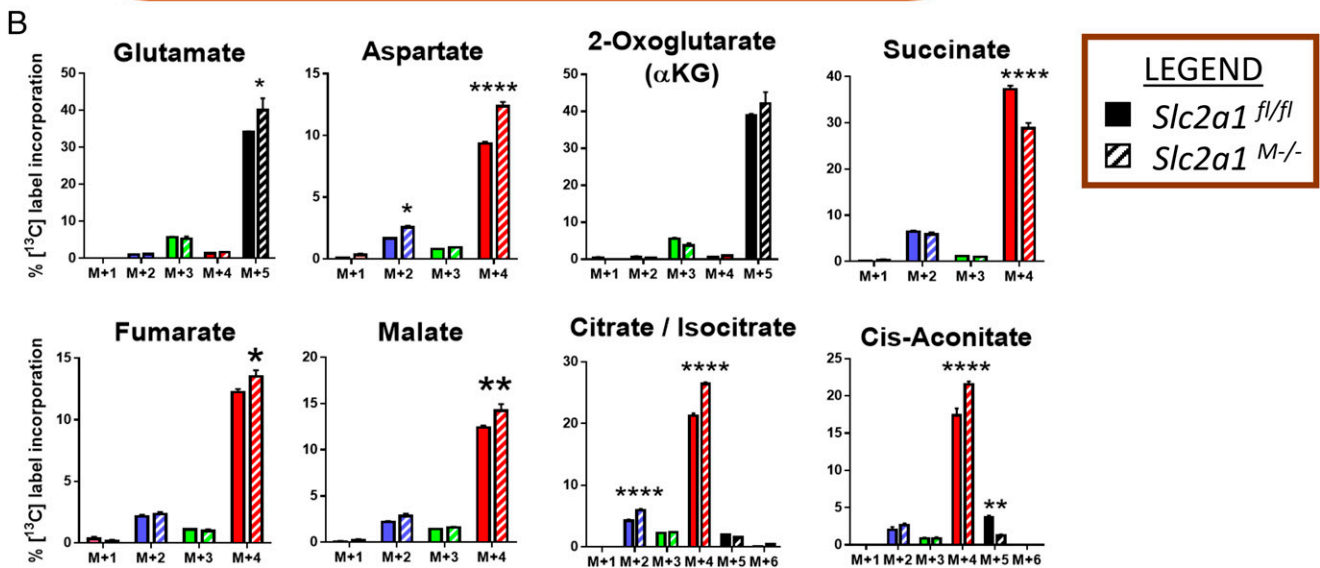 B
Glutamate
Aspartate
2-Oxoglutarate
(αKG)
Succinate
LEGEND
Slc2a1 fl/fl
Slc2a1 M-/-
% [13C] label incorporation
50
40
30
20
10
0
*
M+1 M+2 M+3 M+4 M+5
15
10
5
0
*
****
M+1 M+2 M+3 M+4
50
40
30
20
10
0
M+1 M+2 M+3 M+4 M+5
40
30
20
10
0
****
M+1 M+2 M+3 M+4
Fumarate
Malate
Citrate / Isocitrate
Cis-Aconitate
% [13C] label incorporation
15
10
5
0
*
M+1 M+2 M+3 M+4
20
15
10
5
0
**
M+1 M+2 M+3 M+4
30
20
10
0
****
****
M+1 M+2 M+3 M+4 M+5 M+6
25
20
15
10
5
0
****
**
M+1 M+2 M+3 M+4 M+5 M+6